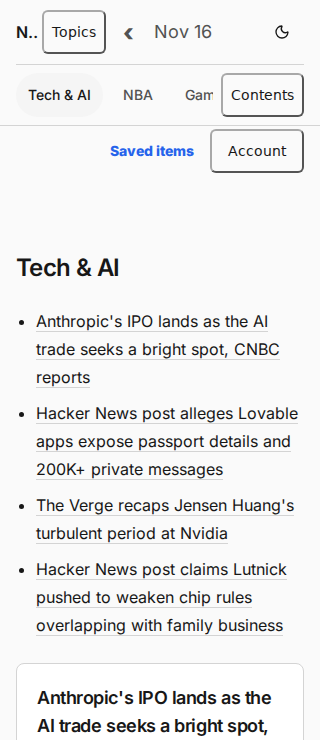 N.. Topics ‹ Nov 16
Tech & AI NBA Gam Contents
Saved items Account
Tech & AI
• Anthropic's IPO lands as the AI
trade seeks a bright spot, CNBC
reports
• Hacker News post alleges Lovable
apps expose passport details and
200K+ private messages
• The Verge recaps Jensen Huang's
turbulent period at Nvidia
• Hacker News post claims Lutnick
pushed to weaken chip rules
overlapping with family business
Anthropic's IPO lands as the
AI trade seeks a bright spot,